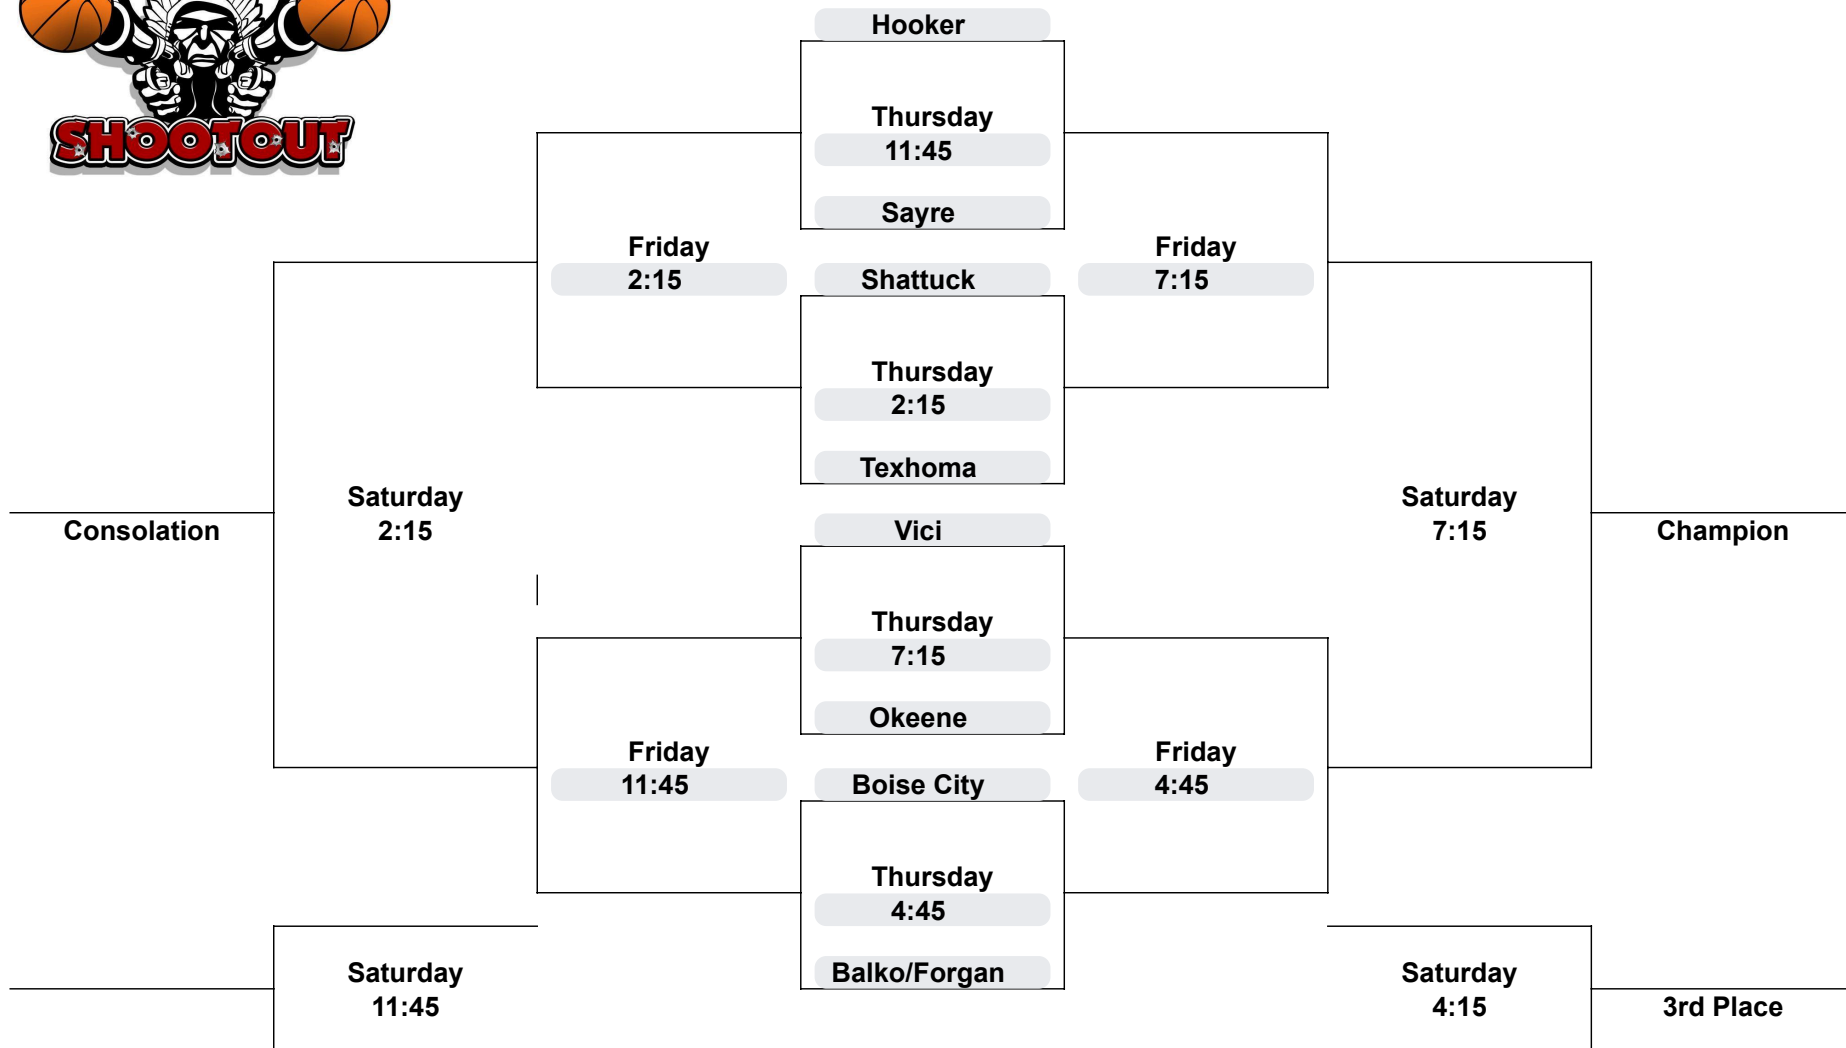 SHOOTOUT
Hooker
Thursday
11:45
Sayre
Friday
2:15
Shattuck
Friday
7:15
Thursday
2:15
Texhoma
Saturday
2:15
Consolation
Vici
Saturday
7:15
Champion
Thursday
7:15
Okeene
Friday
11:45
Boise City
Friday
4:45
Thursday
4:45
Balko/Forgan
Saturday
11:45
Saturday
4:15
3rd Place